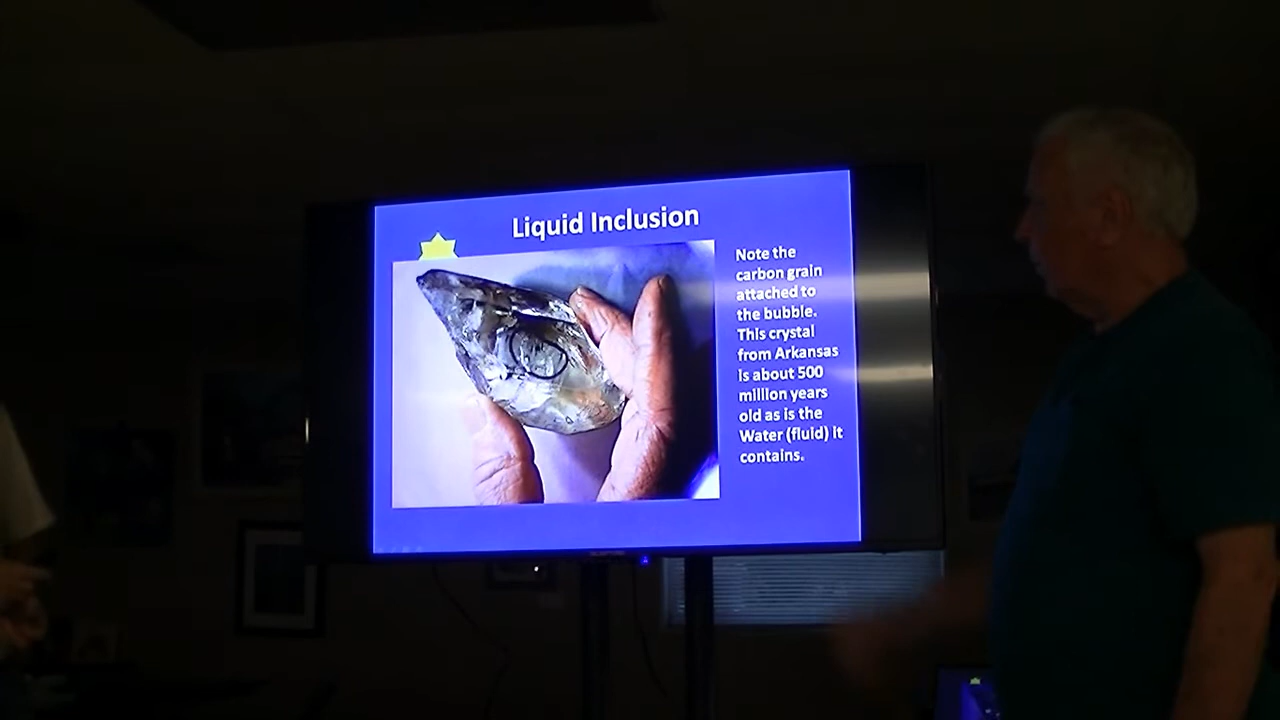 Liquid Inclusion
Note the
carbon grain
attached to
the bubble.
This crystal
from Arkansas
is about 500
million years
old as is the
Water (fluid) it
contains.